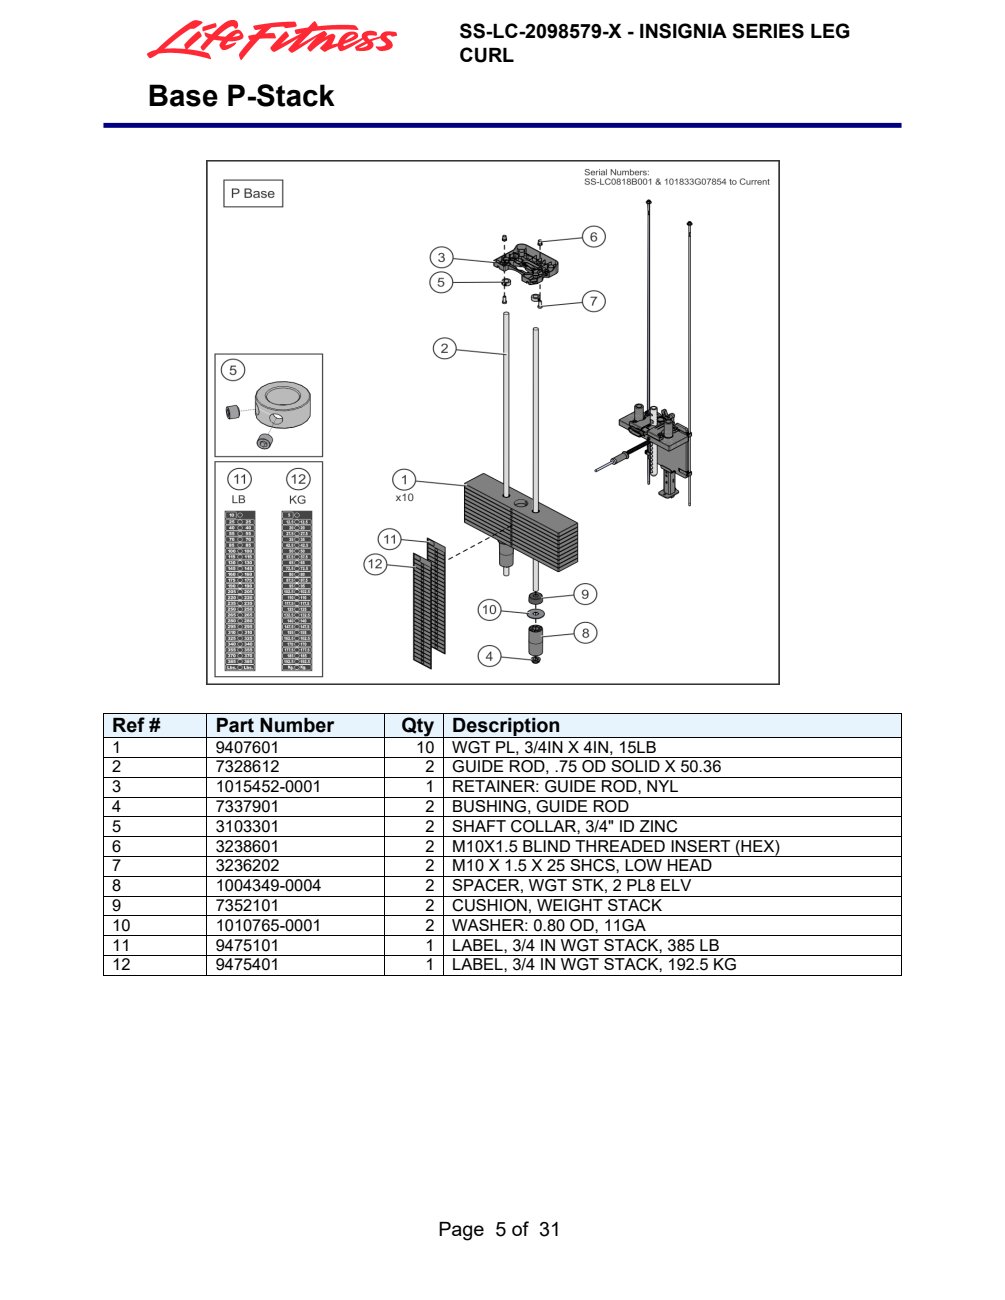 Life Fitness
SS-LC-2098579-X - INSIGNIA SERIES LEG
CURL
Base P-Stack
P Base
Serial Numbers:
SS-LC0818B001 & 101833G07854 to Current
6
3
5
7
2
5
11
12
LB
KG
1
x10
11
12
9
10
8
4
Ref # Part Number Qty Description
1 9407601 10 WGT PL, 3/4IN X 4IN, 15LB
2 7328612 2 GUIDE ROD, .75 OD SOLID X 50.36
3 1015452-0001 1 RETAINER: GUIDE ROD, NYL
4 7337901 2 BUSHING, GUIDE ROD
5 3103301 2 SHAFT COLLAR, 3/4" ID ZINC
6 3238601 2 M10X1.5 BLIND THREADED INSERT (HEX)
7 3236202 2 M10 X 1.5 X 25 SHCS, LOW HEAD
8 1004349-0004 2 SPACER, WGT STK, 2 PL8 ELV
9 7352101 2 CUSHION, WEIGHT STACK
10 1010765-0001 2 WASHER: 0.80 OD, 11GA
11 9475101 1 LABEL, 3/4 IN WGT STACK, 385 LB
12 9475401 1 LABEL, 3/4 IN WGT STACK, 192.5 KG
Page 5 of 31